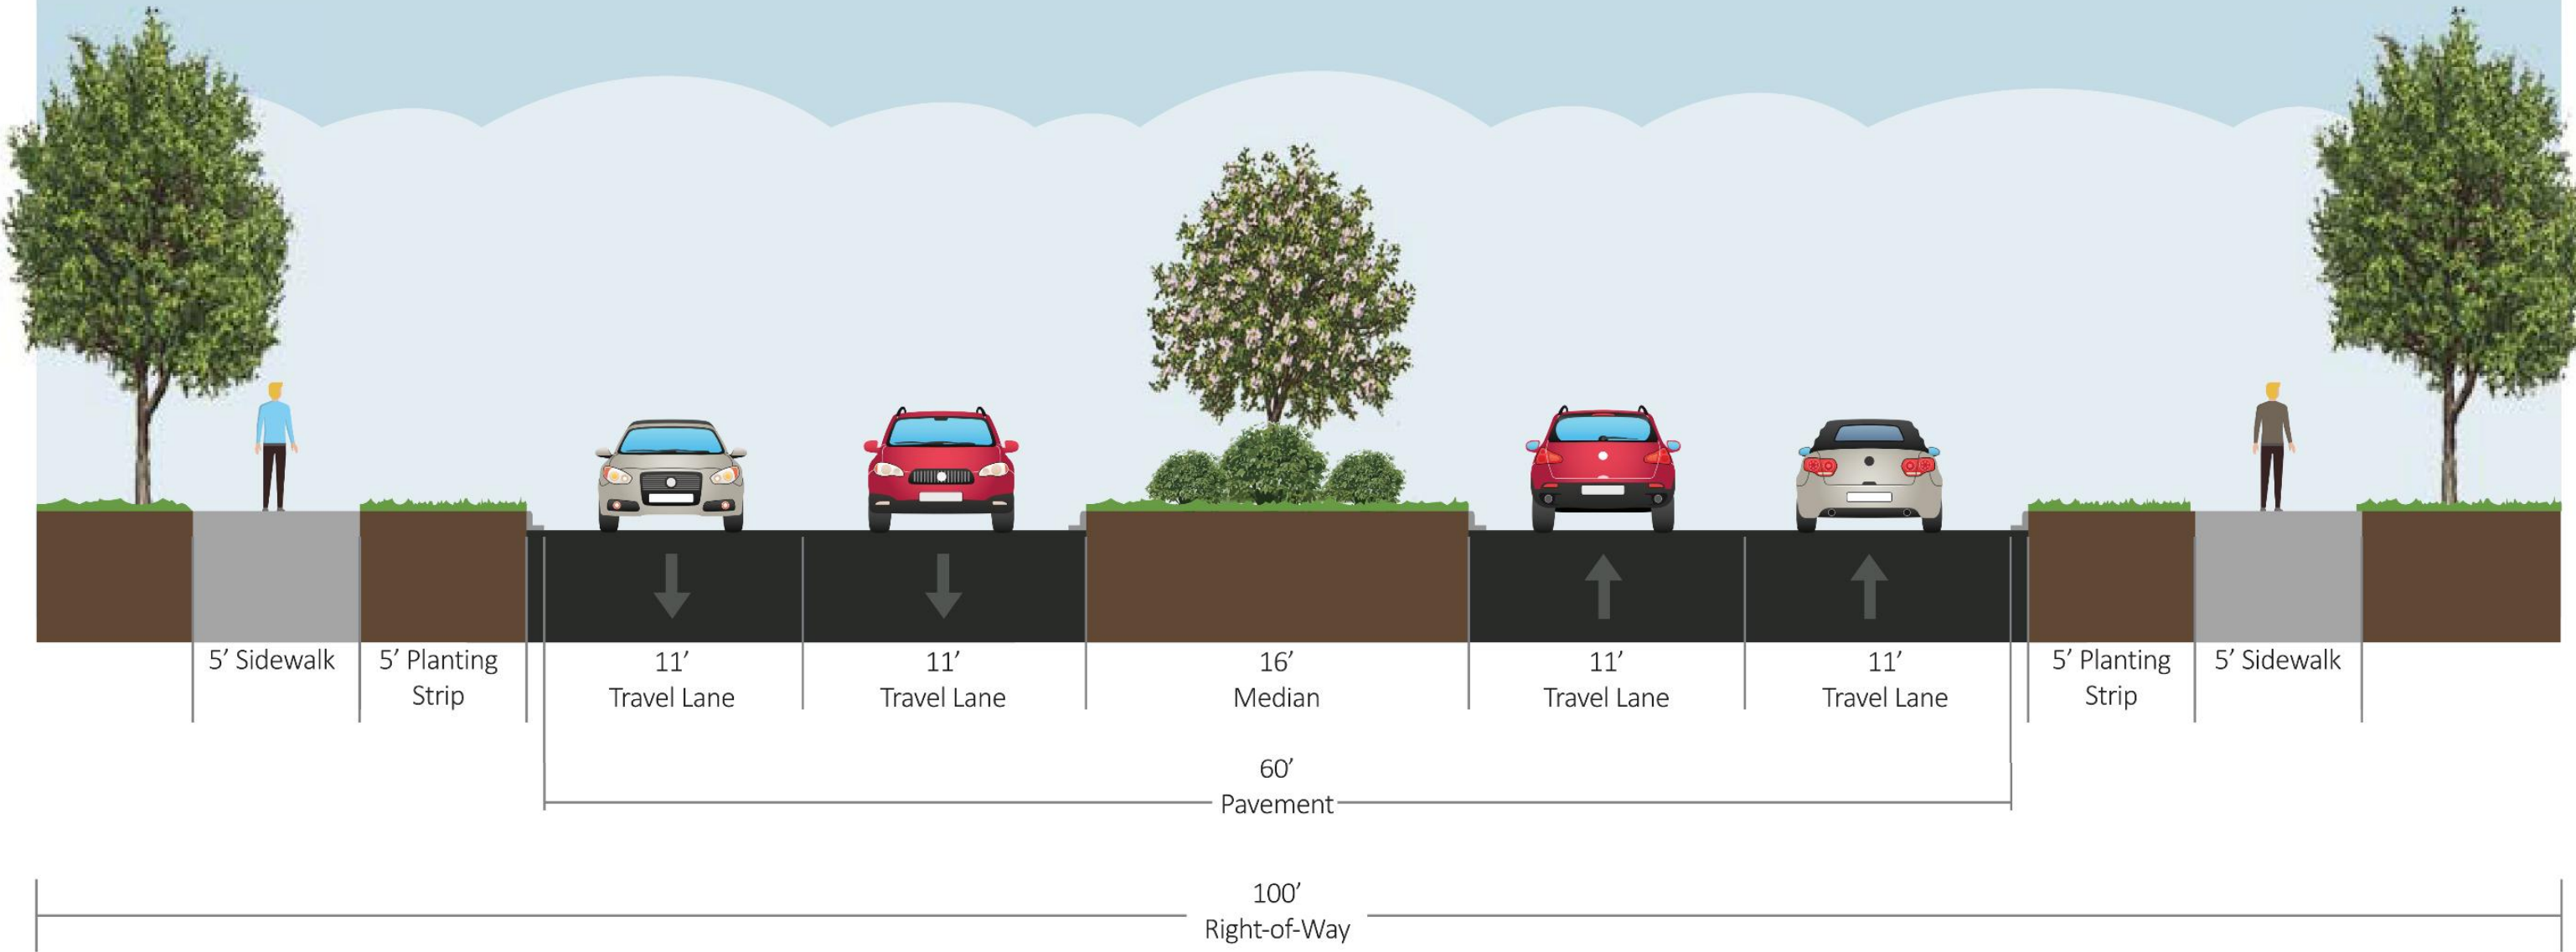 5’ Sidewalk
5’ Planting
Strip
11’
Travel Lane
11’
Travel Lane
16’
Median
11’
Travel Lane
11’
Travel Lane
5’ Planting
Strip
5’ Sidewalk
60’
Pavement
100’
Right-of-Way